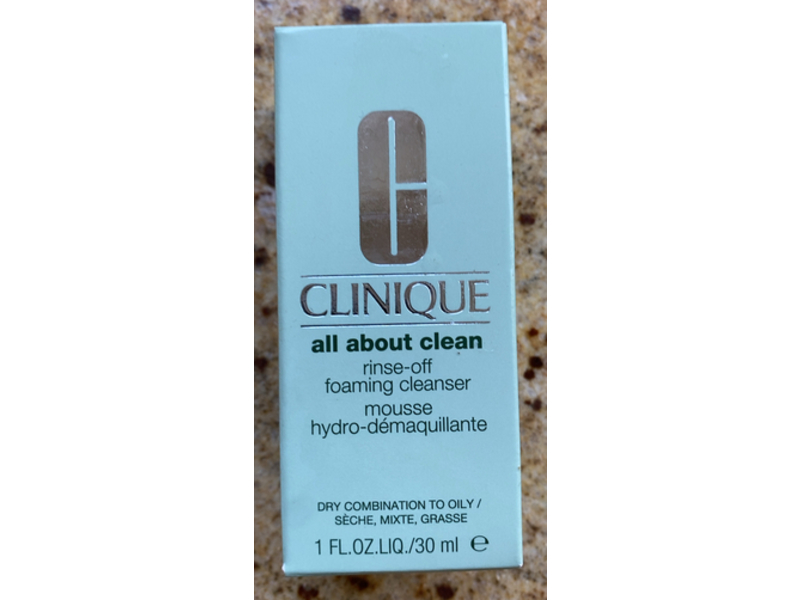 CLINIQUE
all about clean
rinse-off
foaming cleanser
mousse
hydro-démaquillante
DRY COMBINATION TO OILY /
SÈCHE, MIXTE, GRASSE
1 FL.OZ.LIQ./30 ml ℮